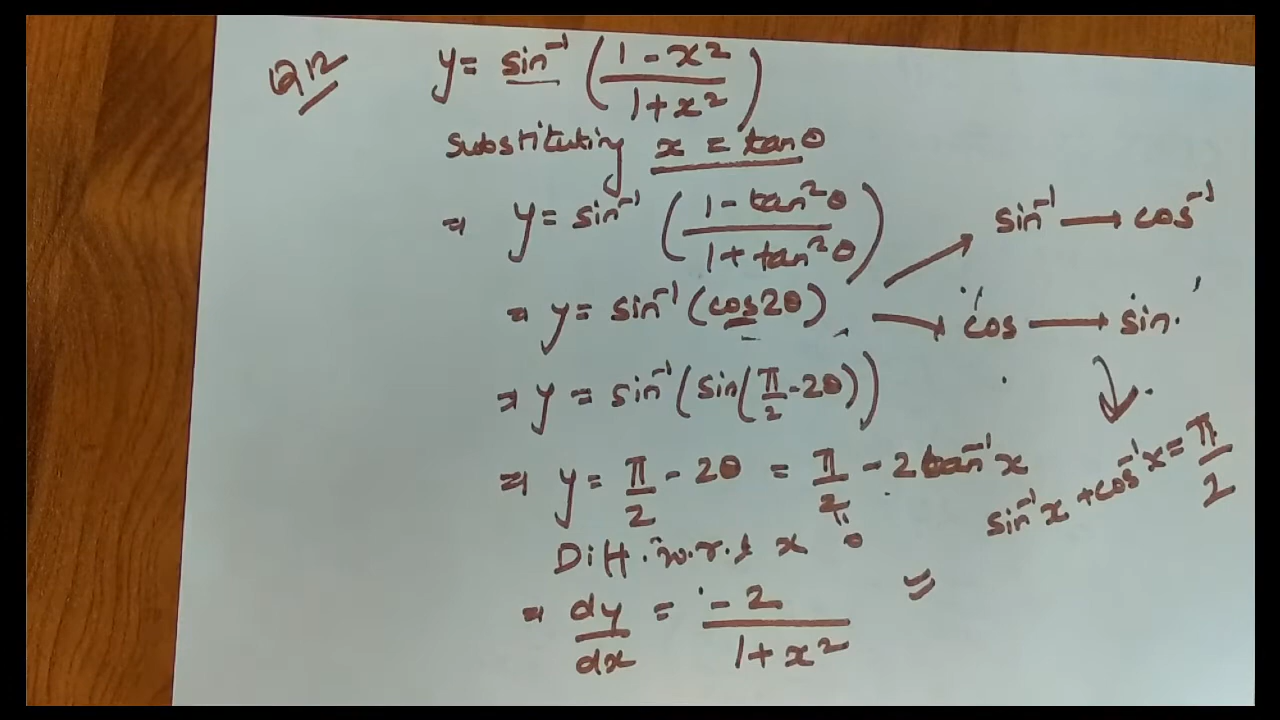 Q12 y = sin⁻¹ (1 - x² / 1 + x²)
Substituting x = tanθ
⇒ y = sin⁻¹ (1 - tan²θ / 1 + tan²θ)
sin⁻¹ → cos⁻¹
⇒ y = sin⁻¹ (cos2θ)
cos → sin
⇒ y = sin⁻¹ (sin(π/2 - 2θ))
⇒ y = π/2 - 2θ = π/2 - 2tan⁻¹x
sin⁻¹x + cos⁻¹x = π/2
Diff. w.r.t x
0
⇒ dy/dx = -2 / 1 + x²